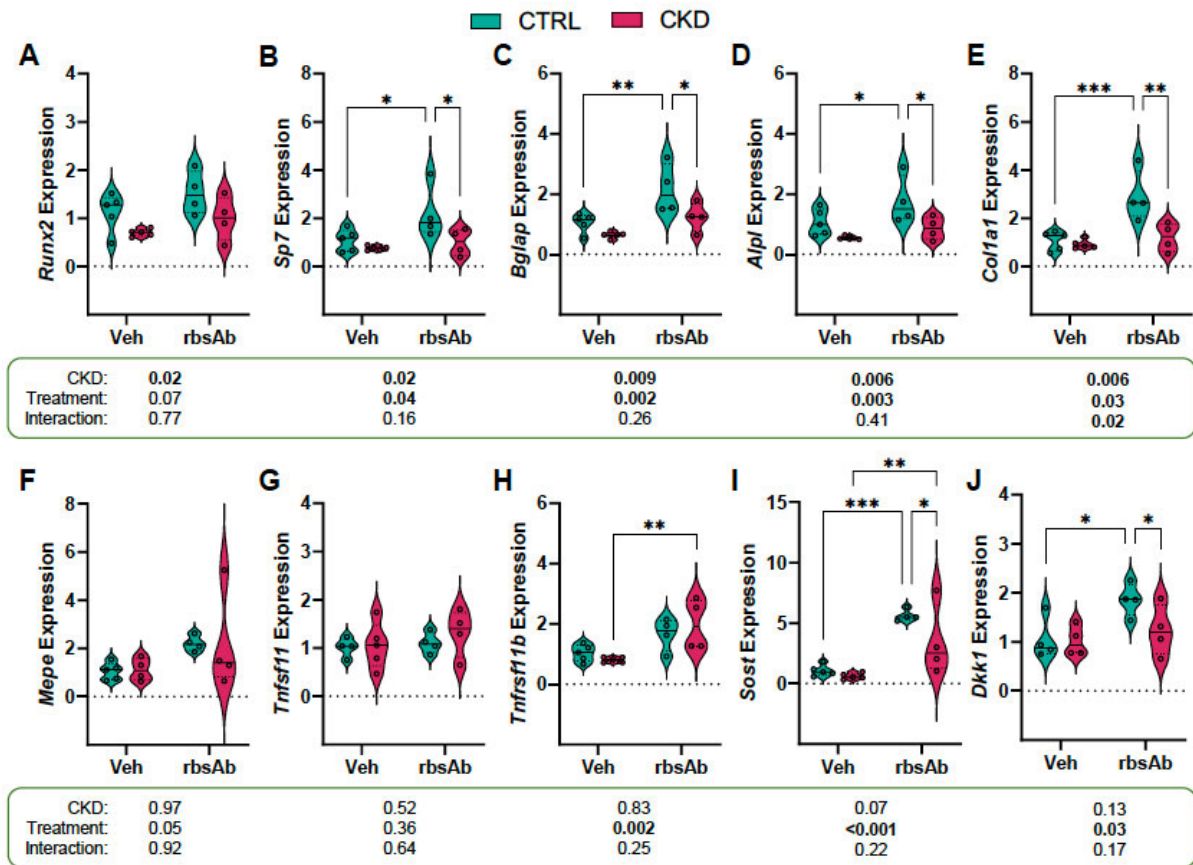 CTRL CKD
A B C D E
Runx2 Expression
4
3
2
1
0
Veh rbsAb
Sp7 Expression
6
4
2
0
-2
* *
Veh rbsAb
Bglap Expression
6
4
2
0
** *
Veh rbsAb
Alpl Expression
6
4
2
0
* *
Veh rbsAb
Col1a1 Expression
8
6
4
2
0
*** **
Veh rbsAb
CKD: 0.02 0.02 0.009 0.006 0.006
Treatment: 0.07 0.04 0.002 0.003 0.03
Interaction: 0.77 0.16 0.26 0.41 0.02
F G H I J
Mepe Expression
8
6
4
2
0
Veh rbsAb
Tnfsf11 Expression
4
3
2
1
0
Veh rbsAb
Tnfrsf11b Expression
6
4
2
0
**
Veh rbsAb
Sost Expression
15
10
5
0
**
*** *
Veh rbsAb
Dkk1 Expression
4
3
2
1
0
* *
Veh rbsAb
CKD: 0.97 0.52 0.83 0.07 0.13
Treatment: 0.05 0.36 0.002 <0.001 0.03
Interaction: 0.92 0.64 0.25 0.22 0.17